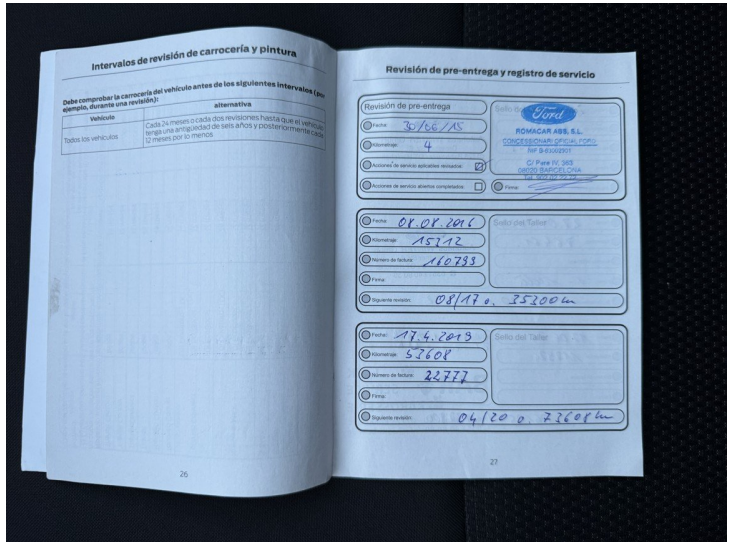 Intervalos de revisión de carrocería y pintura
Debe comprobar la carrocería del vehículo antes de los siguientes intervalos (por
ejemplo, durante una revisión):
Vehículo
alternativa
Todos los vehículos
Cada 24 meses o cada dos revisiones hasta que el vehículo
tenga una antigüedad de seis años y posteriormente cada
12 meses por lo menos
26
Revisión de pre-entrega y registro de servicio
Revisión de pre-entrega
Fecha: 30/06/15
Kilometraje: 4
Acciones de servicio aplicables revisadas:
Acciones de servicio abiertas completadas:
Sello
Ford
ROMACAR ABS, S.L.
CONCESSIONARI OFICIAL FORD
C/ Pere IV, 365
08020 BARCELONA
Firma:
Fecha: 08.08.2016
Kilometraje: 15312
Número de factura: 160793
Firma:
Siguiente revisión: 08/17 o. 35300 km
Sello del Taller
Fecha: 17.4.2019
Kilometraje: 53608
Número de factura: 22777
Firma:
Siguiente revisión: 04/20 o 73608 km
Sello del Taller
27